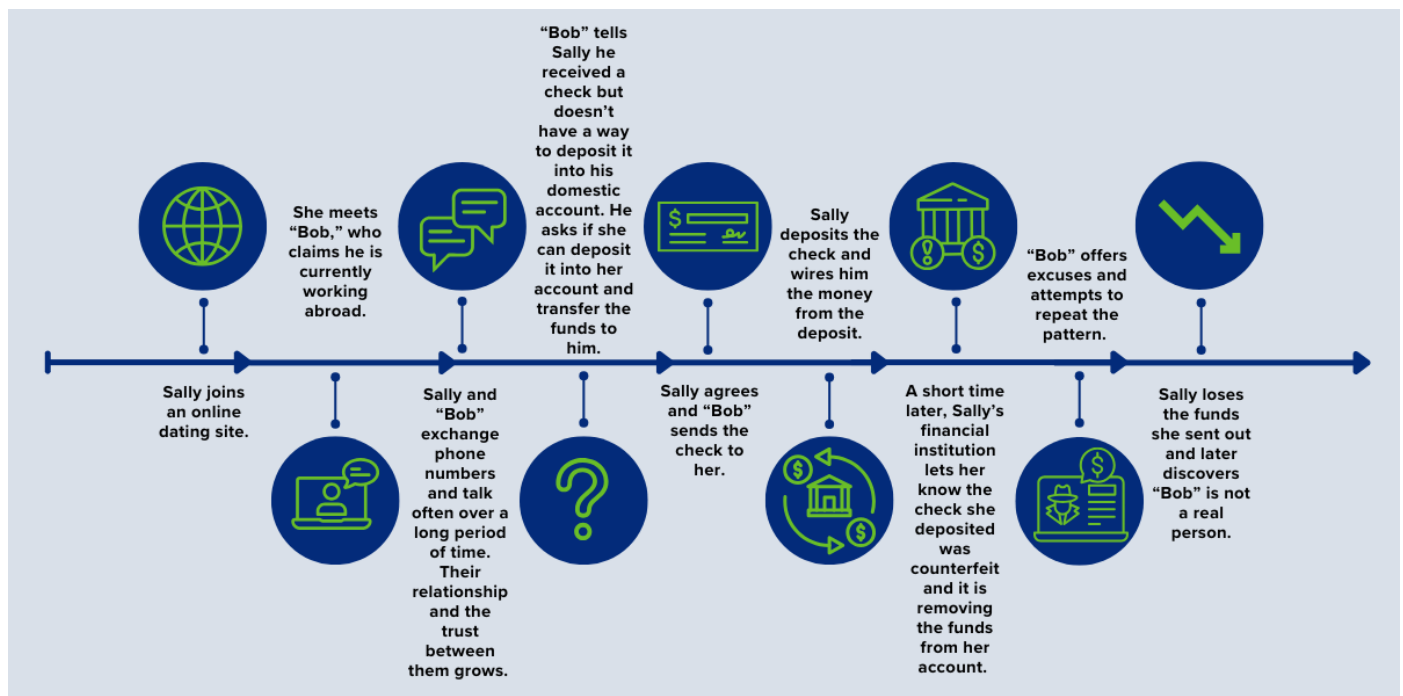 Sally joins
an online
dating site.
She meets
“Bob,” who
claims he is
currently
working
abroad.
Sally and
“Bob”
exchange
phone
numbers
and talk
often over a
long period
of time.
Their
relationship
and the
trust
between
them grows.
“Bob” tells
Sally he
received a
check but
doesn’t
have a way
to deposit it
into his
domestic
account. He
asks if she
can deposit
it into her
account and
transfer the
funds to
him.
Sally agrees
and “Bob”
sends the
check to
her.
Sally
deposits the
check and
wires him
the money
from the
deposit.
A short time
later, Sally’s
financial
institution
lets her
know the
check she
deposited
was
counterfeit
and it is
removing
the funds
from her
account.
“Bob” offers
excuses and
attempts to
repeat the
pattern.
Sally loses
the funds
she sent out
and later
discovers
“Bob” is not
a real
person.